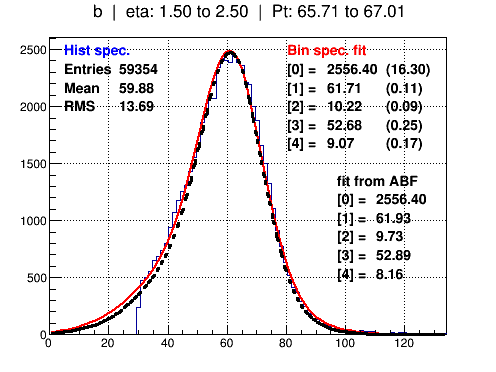 b | eta: 1.50 to 2.50 | Pt: 65.71 to 67.01
Hist spec.
Entries 59354
Mean 59.88
RMS 13.69
Bin spec. fit
[0] = 2556.40 (16.30)
[1] = 61.71 (0.11)
[2] = 10.22 (0.09)
[3] = 52.68 (0.25)
[4] = 9.07 (0.17)
fit from ABF
[0] = 2556.40
[1] = 61.93
[2] = 9.73
[3] = 52.89
[4] = 8.16
2500
2000
1500
1000
500
0
0 20 40 60 80 100 120